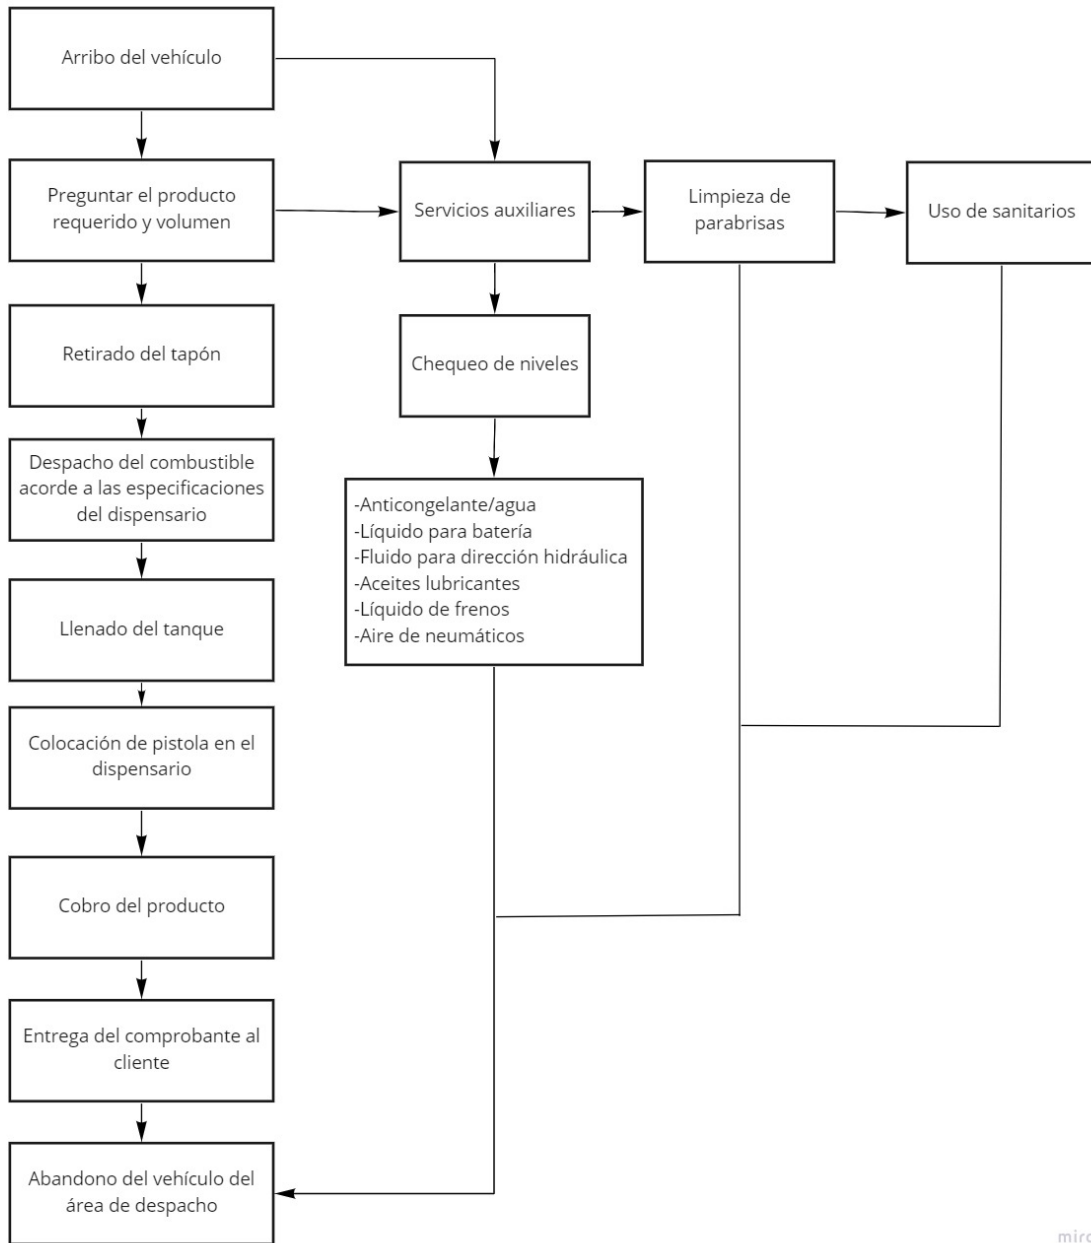 Arribo del vehículo
Preguntar el producto
requerido y volumen
Servicios auxiliares
Limpieza de
parabrisas
Uso de sanitarios
Retirado del tapón
Chequeo de niveles
Despacho del combustible
acorde a las especificaciones
del dispensario
-Anticongelante/agua
-Líquido para batería
-Fluido para dirección hidráulica
-Aceites lubricantes
-Líquido de frenos
-Aire de neumáticos
Llenado del tanque
Colocación de pistola en el
dispensario
Cobro del producto
Entrega del comprobante al
cliente
Abandono del vehículo del
área de despacho